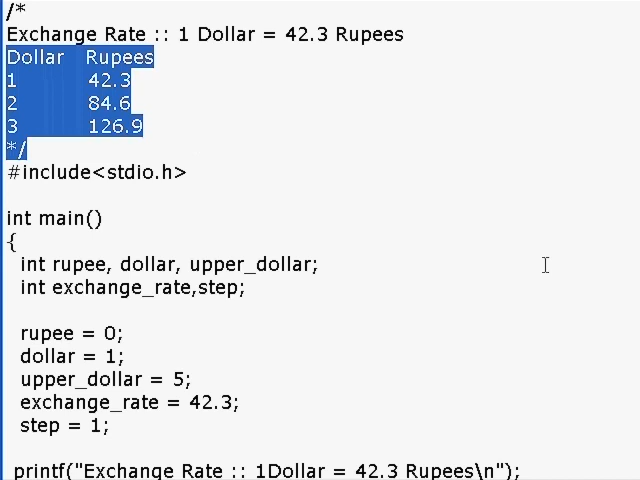 /*
Exchange Rate :: 1 Dollar = 42.3 Rupees
Dollar Rupees
1 42.3
2 84.6
3 126.9
*/
#include<stdio.h>
int main()
{
int rupee, dollar, upper_dollar;
int exchange_rate,step;
rupee = 0;
dollar = 1;
upper_dollar = 5;
exchange_rate = 42.3;
step = 1;
printf("Exchange Rate :: 1Dollar = 42.3 Rupees\n");